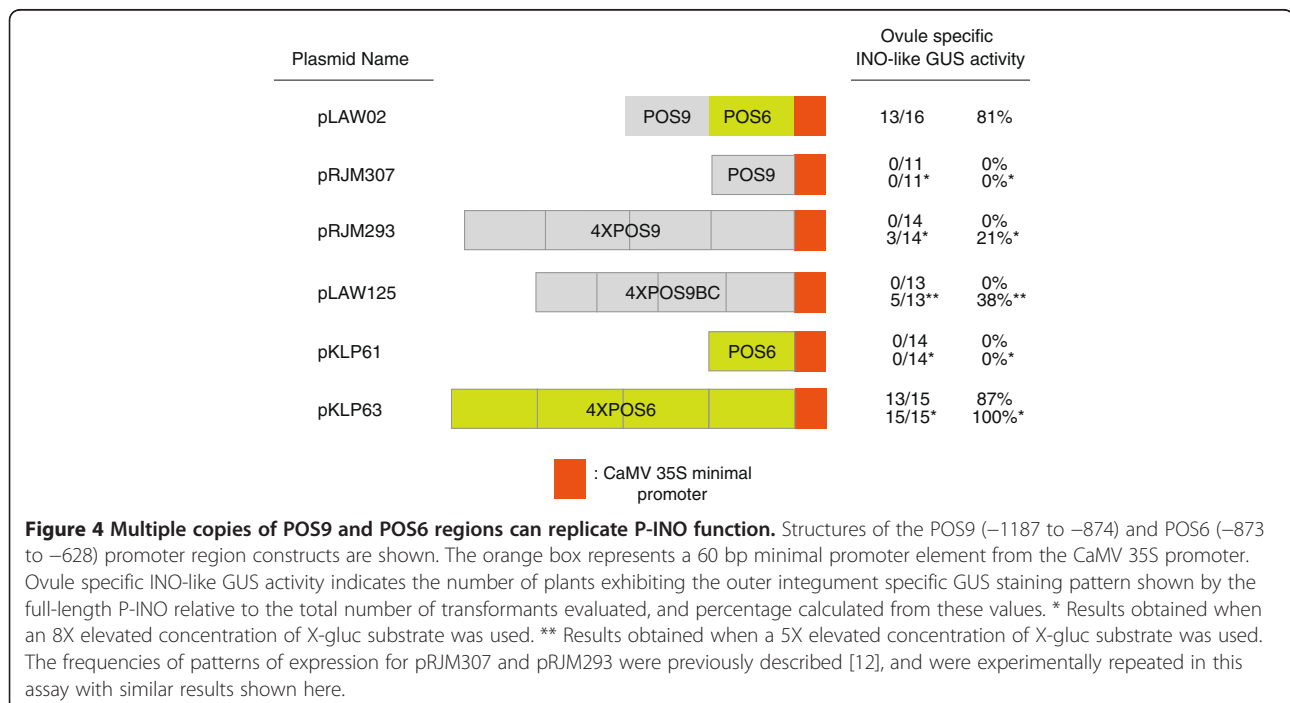 Plasmid Name
Ovule specific
INO-like GUS activity
pLAW02
POS9
POS6
13/16
81%
pRJM307
POS9
0/11
0%
0/11*
0%*
pRJM293
4XPOS9
0/14
0%
3/14*
21%*
pLAW125
4XPOS9BC
0/13
0%
5/13**
38%**
pKLP61
POS6
0/14
0%
0/14*
0%*
pKLP63
4XPOS6
13/15
87%
15/15*
100%*
: CaMV 35S minimal
promoter
Figure 4 Multiple copies of POS9 and POS6 regions can replicate P-INO function. Structures of the POS9 (−1187 to −874) and POS6 (−873
to −628) promoter region constructs are shown. The orange box represents a 60 bp minimal promoter element from the CaMV 35S promoter.
Ovule specific INO-like GUS activity indicates the number of plants exhibiting the outer integument specific GUS staining pattern shown by the
full-length P-INO relative to the total number of transformants evaluated, and percentage calculated from these values. * Results obtained when
an 8X elevated concentration of X-gluc substrate was used. ** Results obtained when a 5X elevated concentration of X-gluc substrate was used.
The frequencies of patterns of expression for pRJM307 and pRJM293 were previously described [12], and were experimentally repeated in this
assay with similar results shown here.